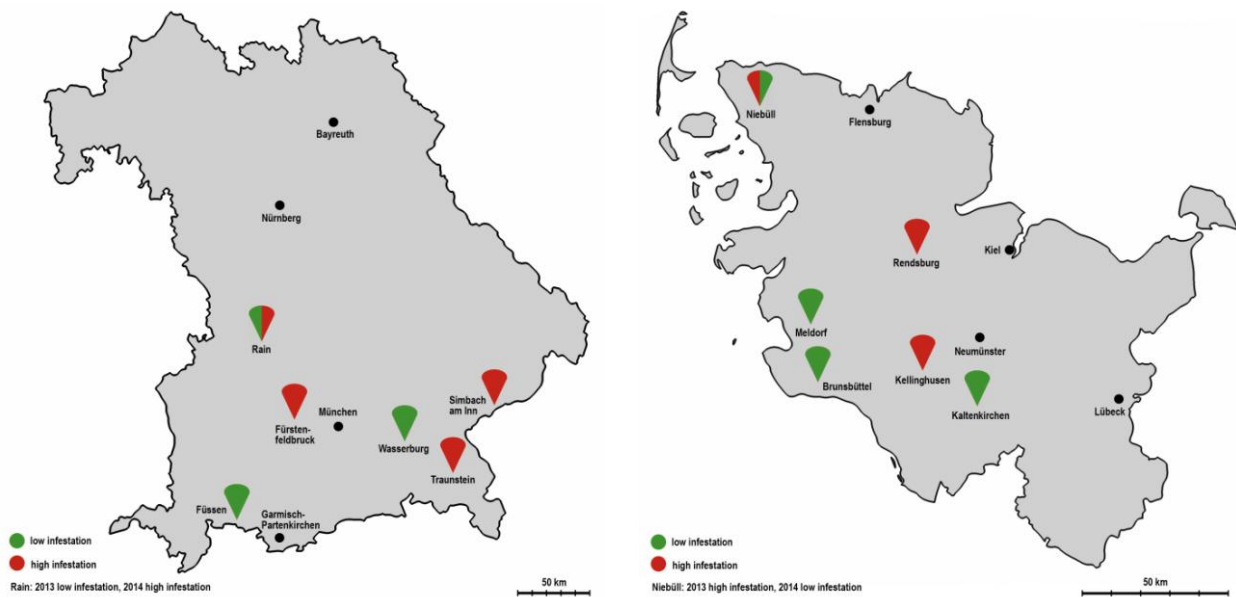 Bayreuth
Nürnberg
Rain
Fürsten-
feldbruck
München
Wasserburg
Simbach
am Inn
Traunstein
Füssen
Garmisch-
Partenkirchen
low infestation
high infestation
Rain: 2013 low infestation, 2014 high infestation
50 km
Niebüll
Flensburg
Rendsburg
Kiel
Meldorf
Brunsbüttel
Kellinghusen
Neumünster
Kaltenkirchen
Lübeck
low infestation
high infestation
Niebüll: 2013 high infestation, 2014 low infestation
50 km